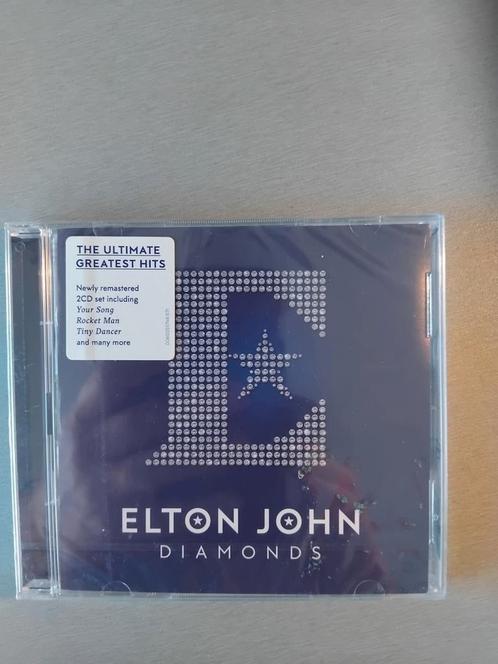 THE ULTIMATE
GREATEST HITS
Newly remastered
2CD set including
Your Song
Rocket Man
Tiny Dancer
and many more
E
ELTON JOHN
DIAMONDS